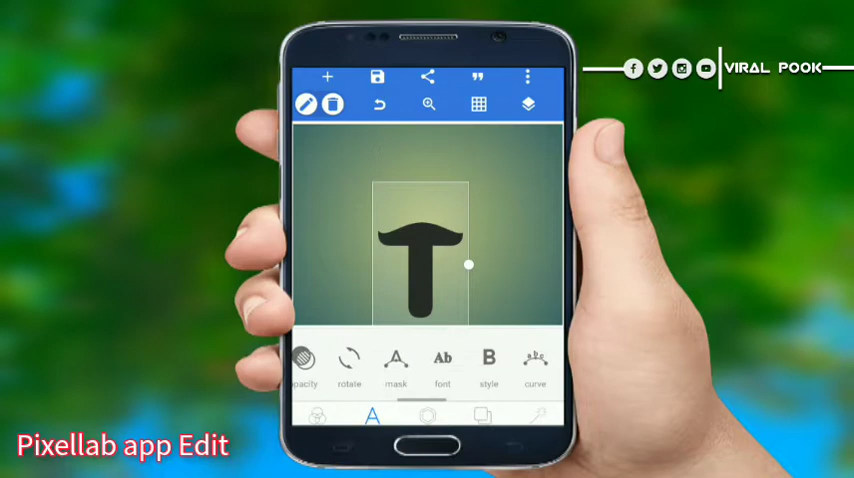 VIRAL POOK
T
opacity rotate mask font style curve
Pixellab app Edit